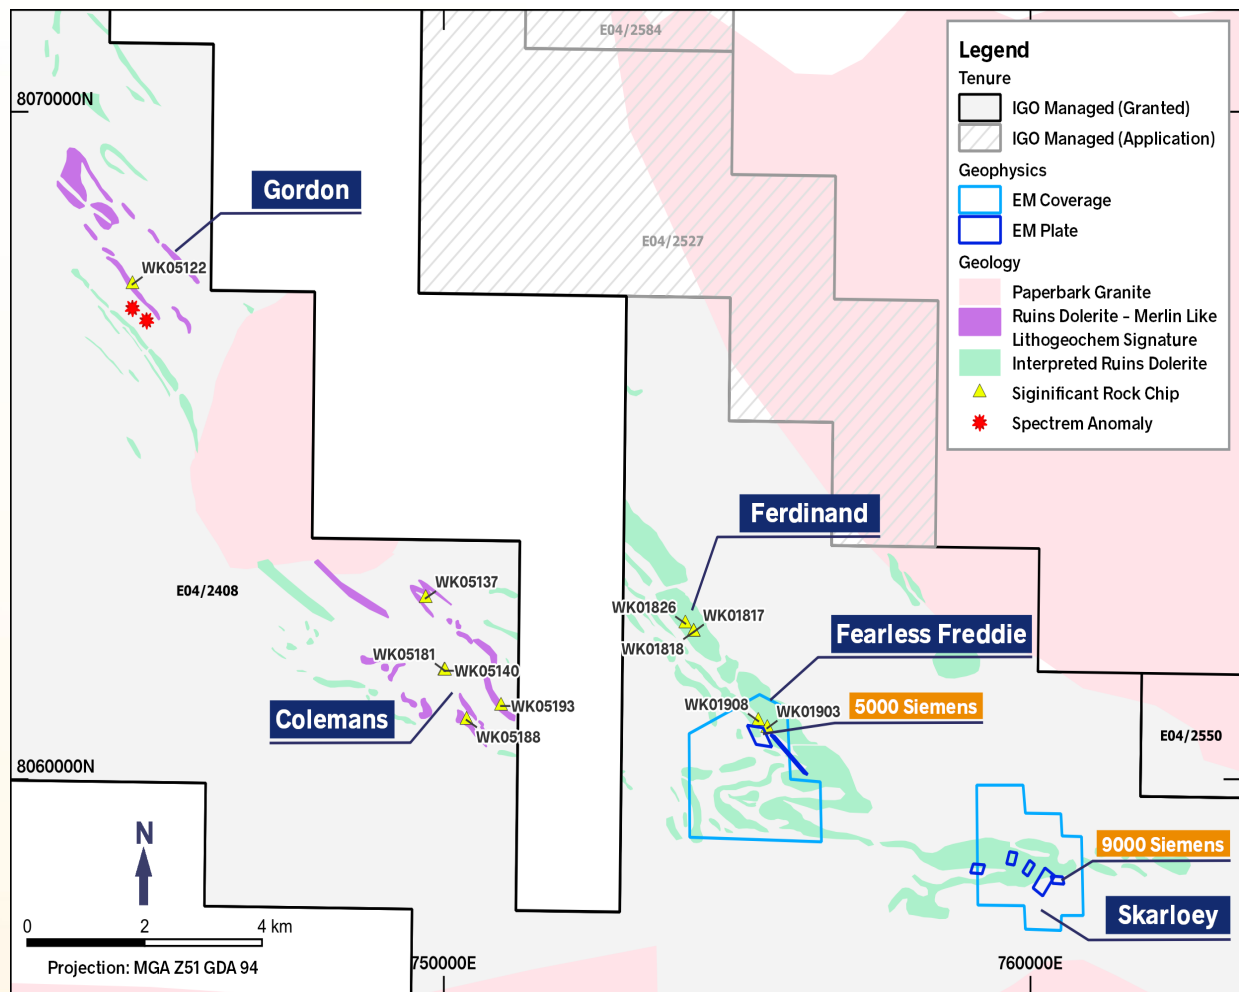 E04/2584
Legend
Tenure
IGO Managed (Granted)
IGO Managed (Application)
Geophysics
EM Coverage
EM Plate
Geology
Paperbark Granite
Ruins Dolerite – Merlin Like
Lithogeochem Signature
Interpreted Ruins Dolerite
Siginificant Rock Chip
Spectrem Anomaly
8070000N
Gordon
E04/2527
WK05122
Ferdinand
WK05137
E04/2408
WK01826
WK01817
WK01818
Fearless Freddie
WK05181
WK05140
WK05193
WK05188
Colemans
WK01908
WK01903
5000 Siemens
E04/2550
8060000N
N
9000 Siemens
Skarloey
0 2 4 km
Projection: MGA Z51 GDA 94
750000E
760000E